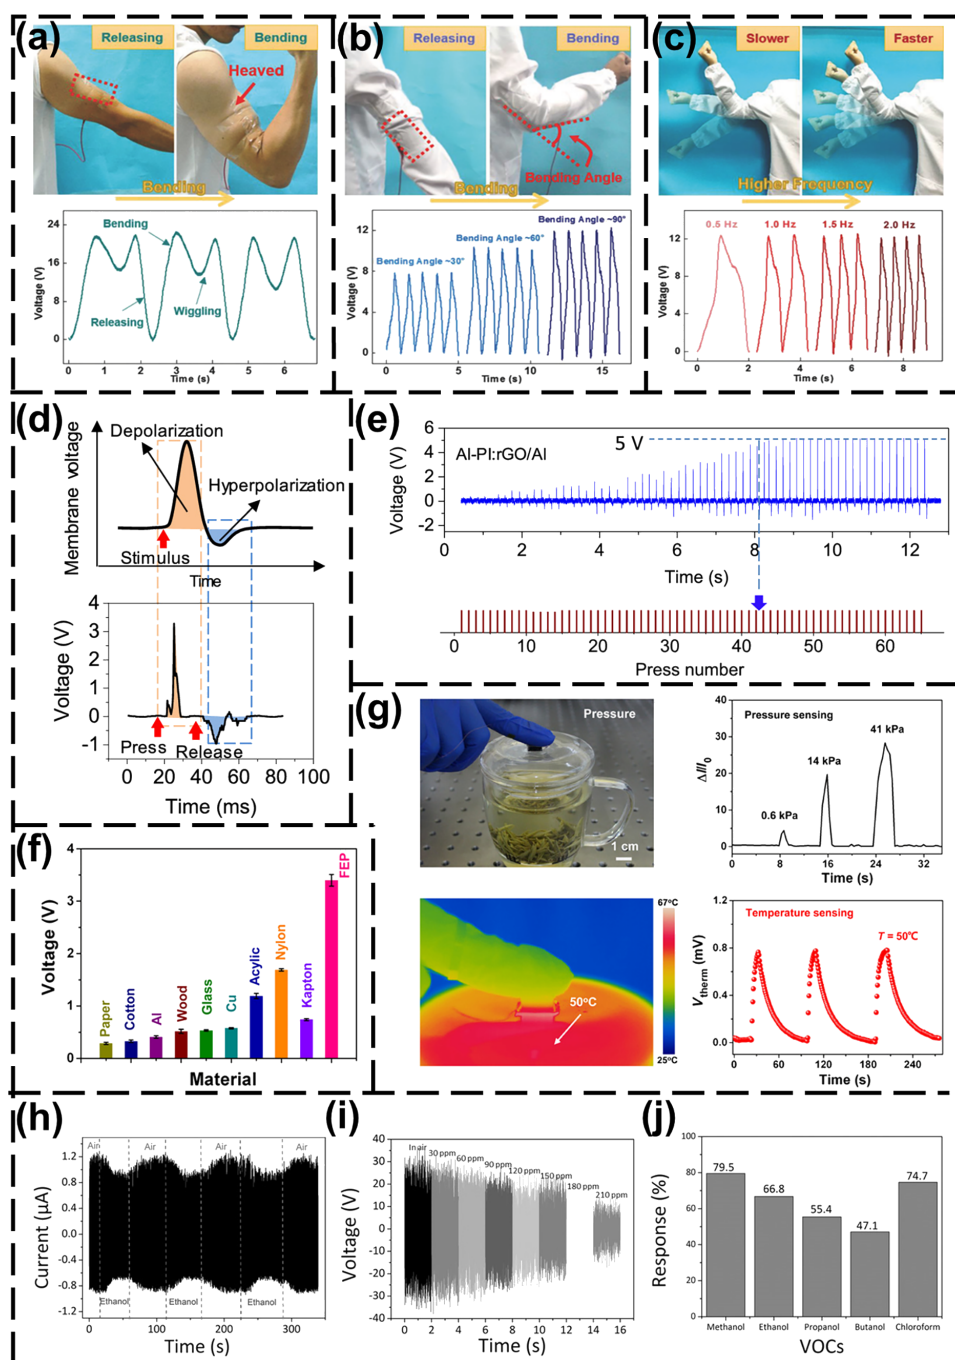 (a)
Releasing
Bending
Heaved
Bending
24
16
8
0
Voltage (V)
Bending
Releasing
Wiggling
0 1 2 3 4 5 6
Time (s)
(b)
Releasing
Bending
Bending Angle
Bending
12
8
4
0
Voltage (V)
Bending Angle ~30°
Bending Angle ~60°
Bending Angle ~90°
0 5 10 15
Time (s)
(c)
Slower
Faster
Higher Frequency
12
8
4
0
Voltage (V)
0.5 Hz
1.0 Hz
1.5 Hz
2.0 Hz
0 2 4 6 8
Time (s)
(d)
Membrane voltage
Depolarization
Hyperpolarization
Stimulus
Time
Voltage (V)
4
3
2
1
0
-1
Press
Release
0 20 40 60 80 100
Time (ms)
(e)
Voltage (V)
6
4
2
0
-2
Al-PI:rGO/Al
5 V
0 2 4 6 8 10 12
Time (s)
0 10 20 30 40 50 60
Press number
(f)
Voltage (V)
4
3
2
1
0
Paper
Cotton
Al
Wood
Glass
Cu
Acylic
Nylon
Kapton
FEP
Material
(g)
Pressure
1 cm
Pressure sensing
ΔI/I0
40
30
20
10
0
0.6 kPa
14 kPa
41 kPa
0 8 16 24 32
Time (s)
67°C
50°C
25°C
Temperature sensing
T = 50℃
Vtherm (mV)
1.2
0.8
0.4
0.0
0 60 120 180 240
Time (s)
(h)
Current (μA)
1.2
0.8
0.4
0.0
-0.4
-0.8
-1.2
Air
Air
Air
Air
Ethanol
Ethanol
Ethanol
0 100 200 300
Time (s)
(i)
Voltage (V)
40
30
20
10
0
-10
-20
-30
-40
In air
30 ppm
60 ppm
90 ppm
120 ppm
150 ppm
180 ppm
210 ppm
0 2 4 6 8 10 12 14 16
Time (s)
(j)
Response (%)
100
80
60
40
20
0
79.5
66.8
55.4
47.1
74.7
Methanol Ethanol Propanol Butanol Chloroform
VOCs